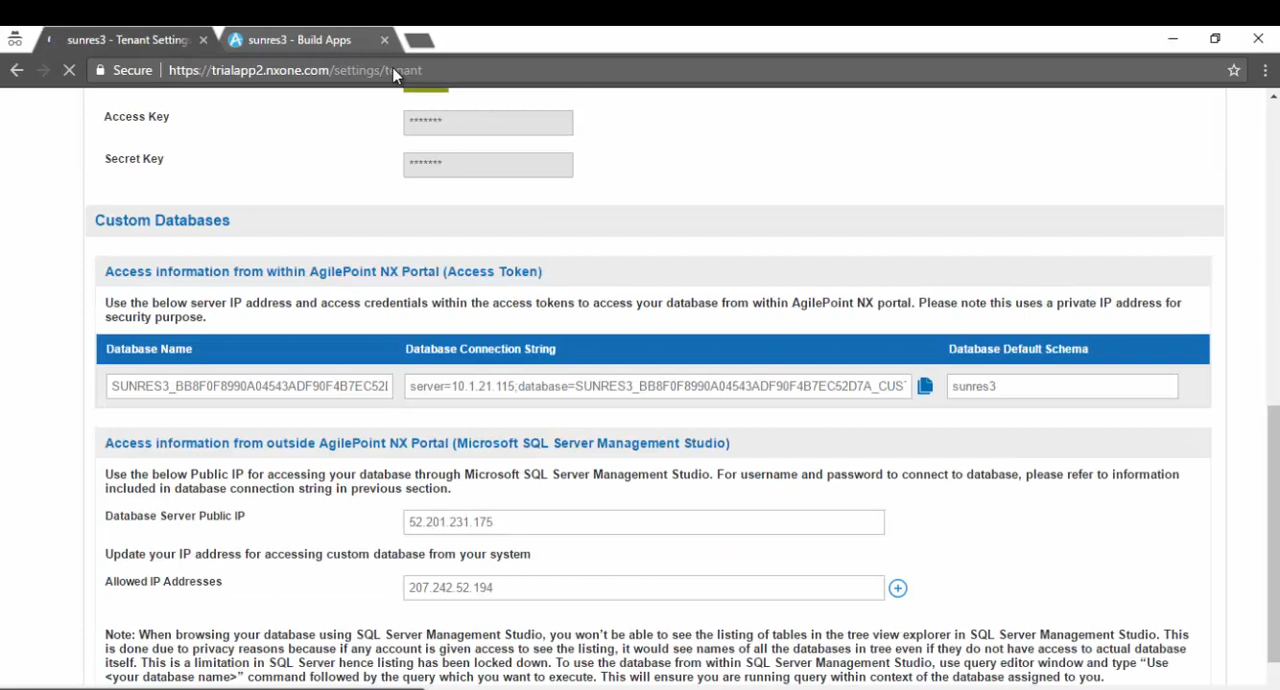 sunres3 - Tenant Setting
sunres3 - Build Apps
Secure
https://trialapp2.nxone.com/settings/tenant
Access Key
*******
Secret Key
*******
Custom Databases
Access information from within AgilePoint NX Portal (Access Token)
Use the below server IP address and access credentials within the access tokens to access your database from within AgilePoint NX portal. Please note this uses a private IP address for
security purpose.
Database Name Database Connection String Database Default Schema
SUNRES3_BB8F0F8990A04543ADF90F4B7EC52 server=10.1.21.115;database=SUNRES3_BB8F0F8990A04543ADF90F4B7EC52D7A_CUS sunres3
Access information from outside AgilePoint NX Portal (Microsoft SQL Server Management Studio)
Use the below Public IP for accessing your database through Microsoft SQL Server Management Studio. For username and password to connect to database, please refer to information
included in database connection string in previous section.
Database Server Public IP
52.201.231.175
Update your IP address for accessing custom database from your system
Allowed IP Addresses
207.242.52.194
Note: When browsing your database using SQL Server Management Studio, you won't be able to see the listing of tables in the tree view explorer in SQL Server Management Studio. This
is done due to privacy reasons because if any account is given access to see the listing, it would see names of all the databases in tree even if they do not have access to actual database
itself. This is a limitation in SQL Server hence listing has been locked down. To use the database from within SQL Server Management Studio, use query editor window and type “Use
<your database name>” command followed by the query which you want to execute. This will ensure you are running query within context of the database assigned to you.